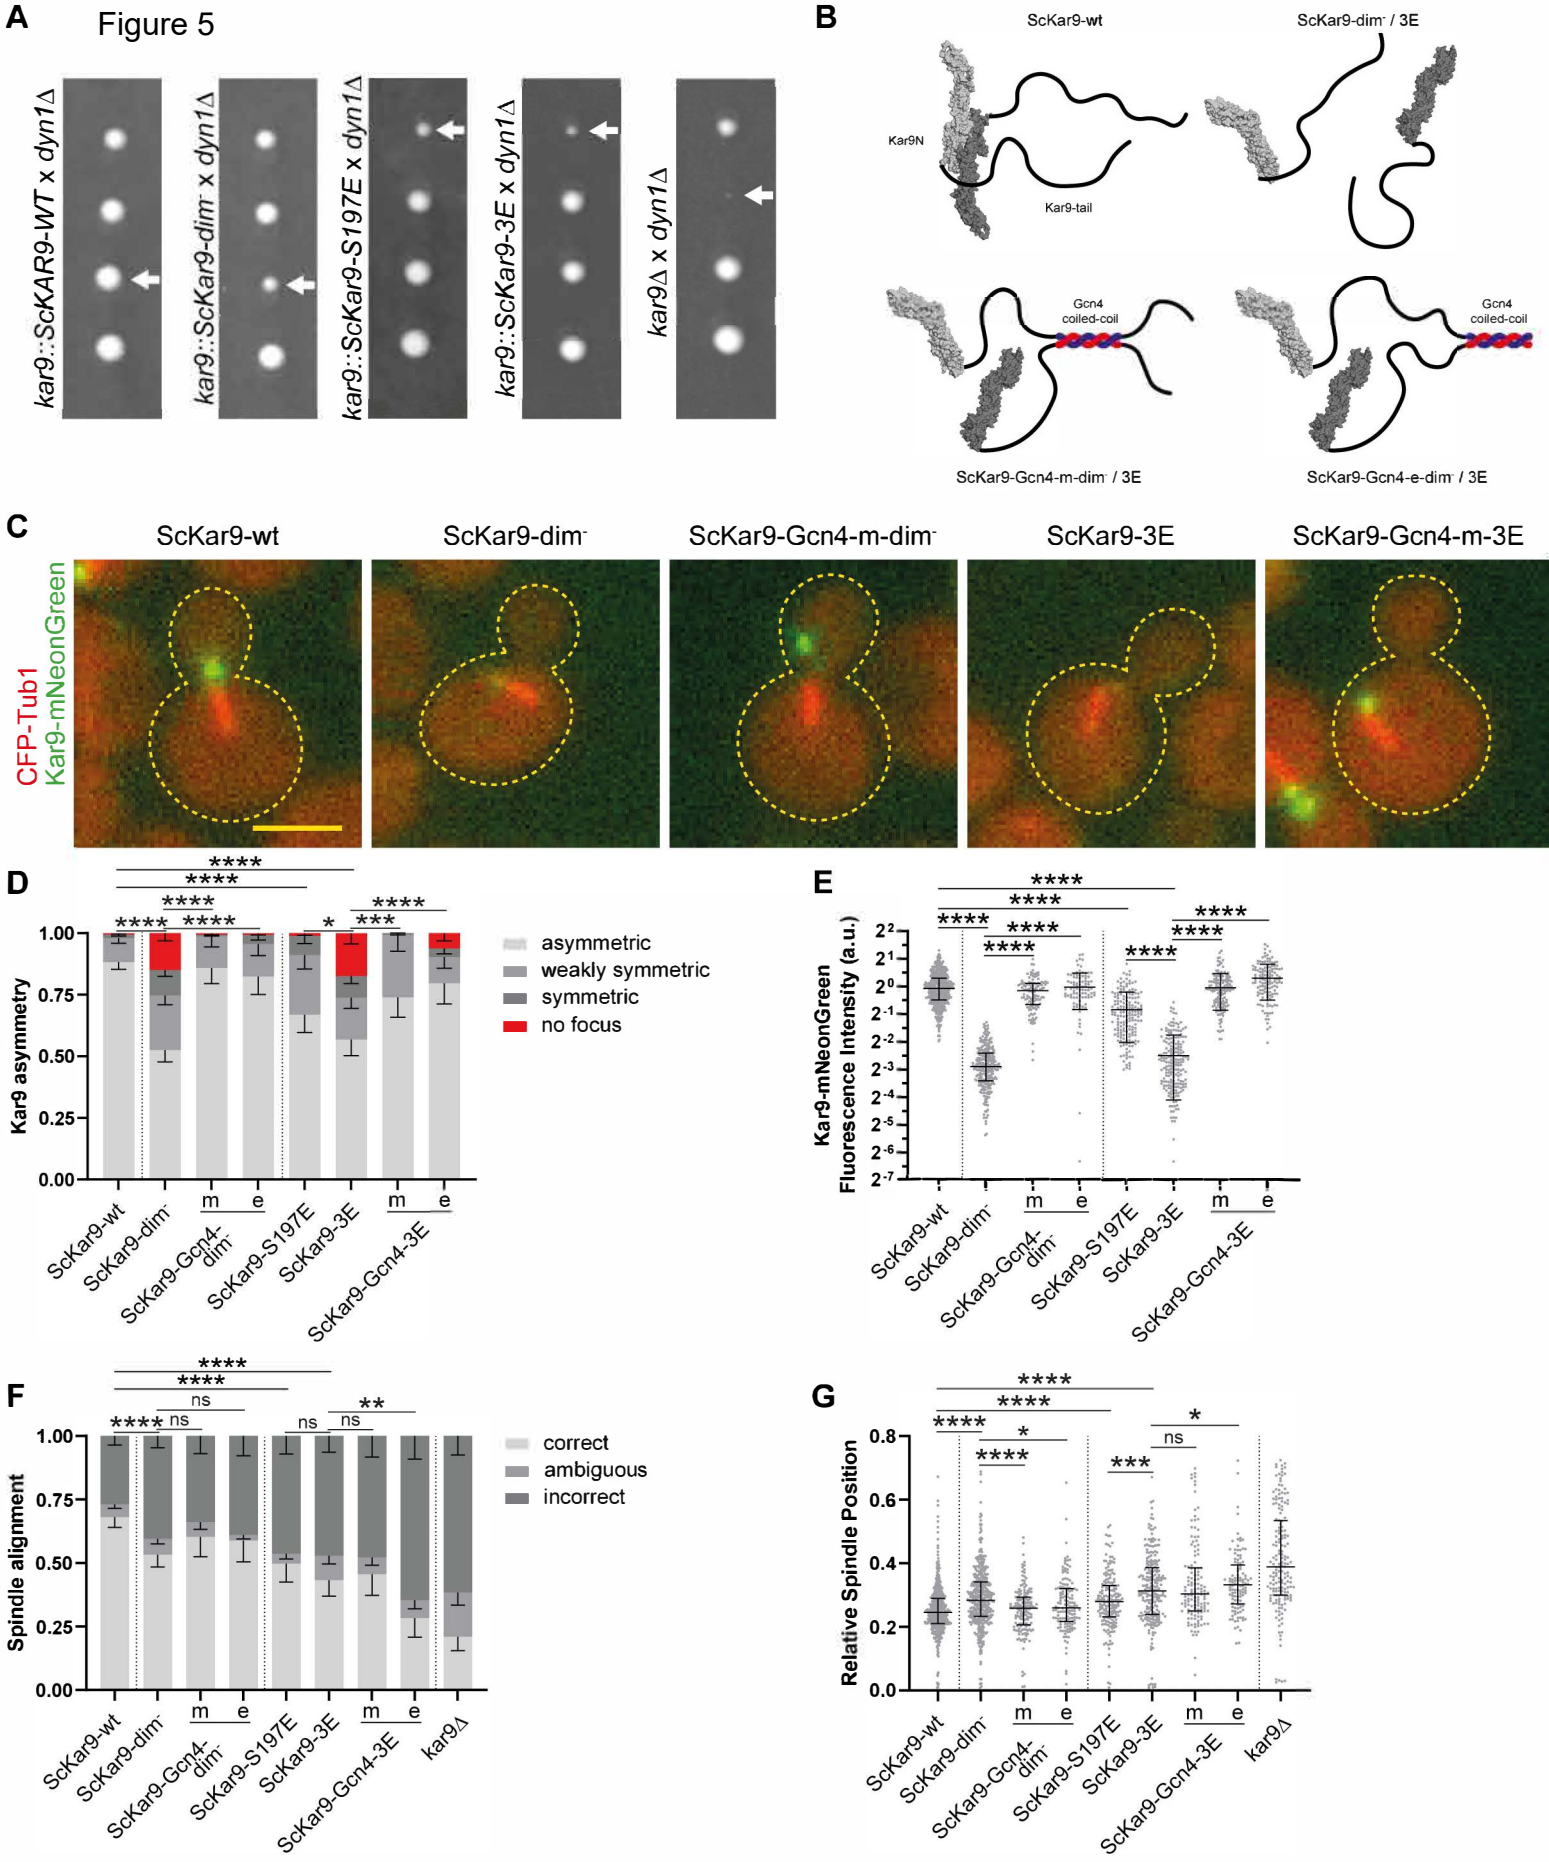 A
Figure 5
kar9::ScKAR9-WT x dyn1Δ
kar9::ScKar9-dim- x dyn1Δ
kar9::ScKar9-S197E x dyn1Δ
kar9::ScKar9-3E x dyn1Δ
kar9Δ x dyn1Δ
B
ScKar9-wt
ScKar9-dim- / 3E
Kar9N
Kar9-tail
Gcn4
coiled-coil
Gcn4
coiled-coil
ScKar9-Gcn4-m-dim- / 3E
ScKar9-Gcn4-e-dim- / 3E
C
ScKar9-wt
ScKar9-dim-
ScKar9-Gcn4-m-dim-
ScKar9-3E
ScKar9-Gcn4-m-3E
CFP-Tub1
Kar9-mNeonGreen
D
****
****
****
****
****
****
*
***
asymmetric
weakly symmetric
symmetric
no focus
Kar9 asymmetry
1.00
0.75
0.50
0.25
0.00
m
e
m
e
ScKar9-wt
ScKar9-dim-
ScKar9-Gcn4-
dim-
ScKar9-S197E
ScKar9-3E
ScKar9-Gcn4-3E
E
****
****
****
****
****
****
****
****
Kar9-mNeonGreen
Fluorescence Intensity (a.u.)
2²
2¹
2⁰
2⁻¹
2⁻²
2⁻³
2⁻⁴
2⁻⁵
2⁻⁶
2⁻⁷
m
e
m
e
ScKar9-wt
ScKar9-dim-
ScKar9-Gcn4-
dim-
ScKar9-S197E
ScKar9-3E
ScKar9-Gcn4-3E
F
****
****
ns
**
****
ns
ns
ns
correct
ambiguous
incorrect
Spindle alignment
1.00
0.75
0.50
0.25
0.00
m
e
m
e
ScKar9-wt
ScKar9-dim-
ScKar9-Gcn4-
dim-
ScKar9-S197E
ScKar9-3E
ScKar9-Gcn4-3E
kar9Δ
G
****
****
****
*
*
ns
****
***
Relative Spindle Position
0.8
0.6
0.4
0.2
0.0
m
e
m
e
ScKar9-wt
ScKar9-dim-
ScKar9-Gcn4-
dim-
ScKar9-S197E
ScKar9-3E
ScKar9-Gcn4-3E
kar9Δ